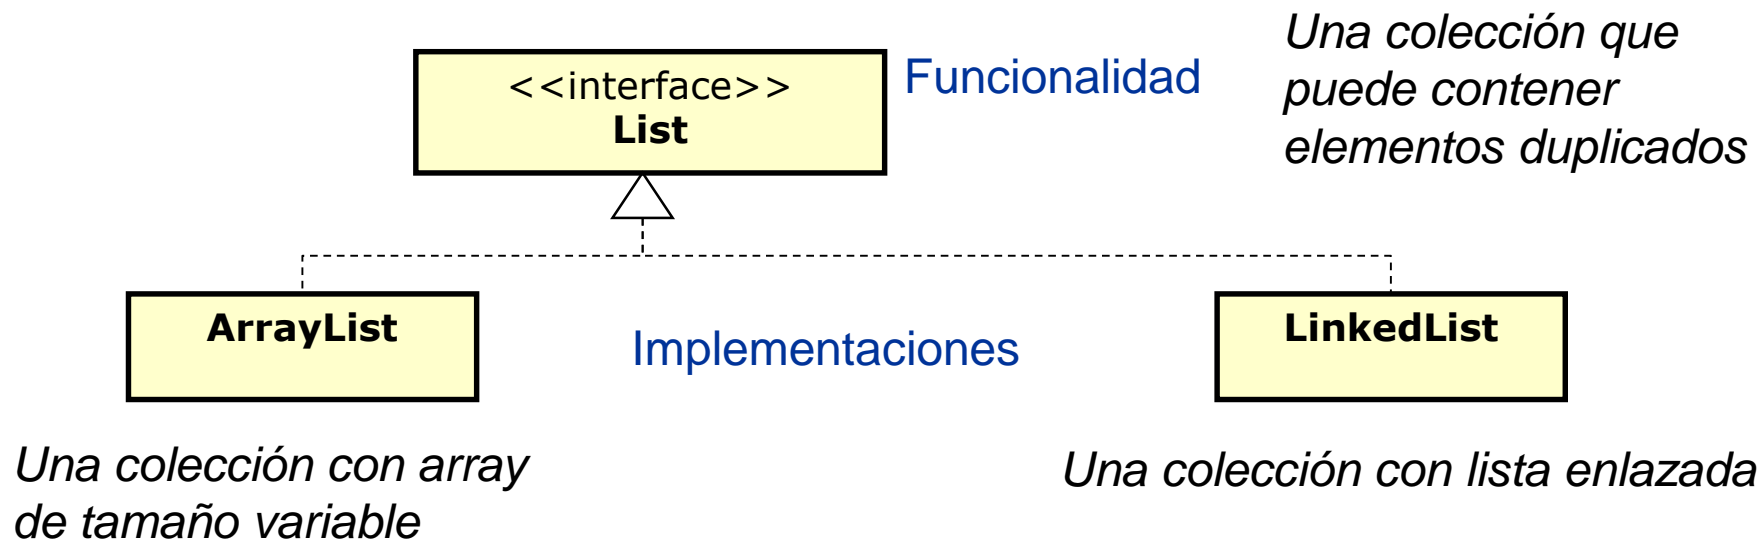 <<interface>>
List
Funcionalidad
Una colección que
puede contener
elementos duplicados
ArrayList
Implementaciones
LinkedList
Una colección con array
de tamaño variable
Una colección con lista enlazada